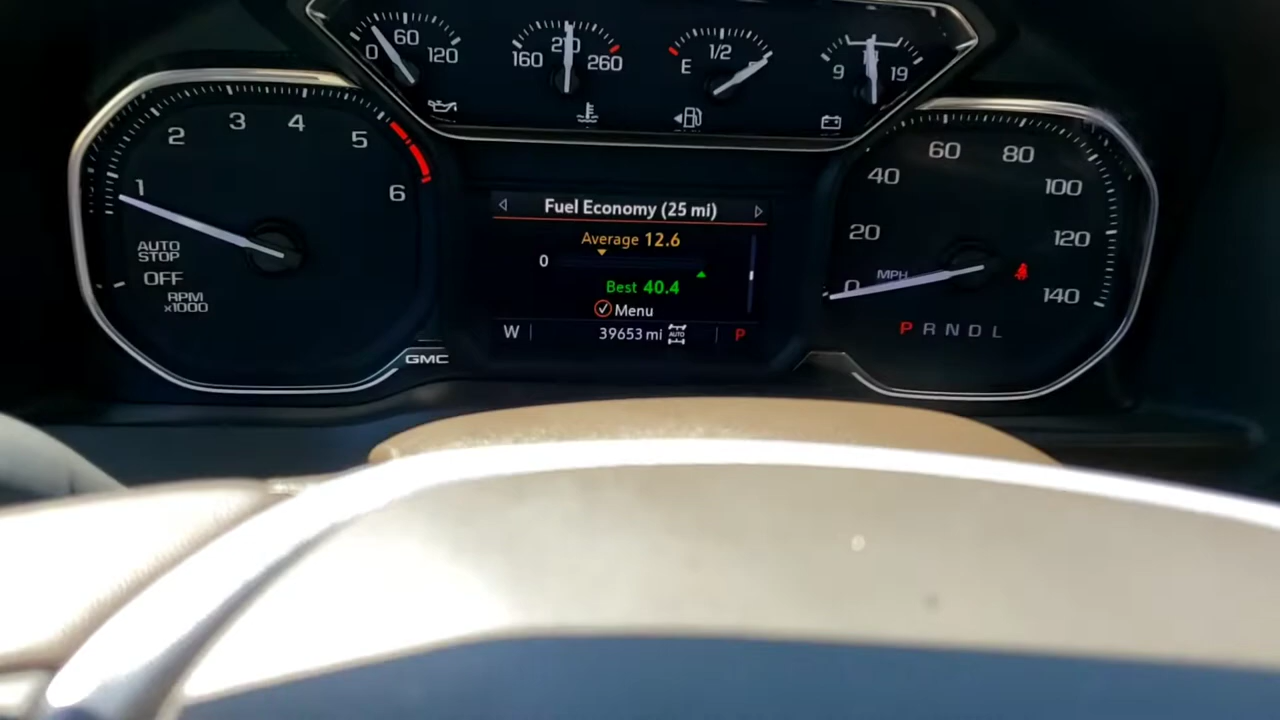 0 60 120
160 210 260
E 1/2
9 19
1 2 3 4 5 6
AUTO
STOP
OFF
RPM
x1000
GMC
Fuel Economy (25 mi)
Average 12.6
0
Best 40.4
Menu
W 39653 mi AUTO P
0 20 40 60 80 100 120 140
MPH
P R N D L